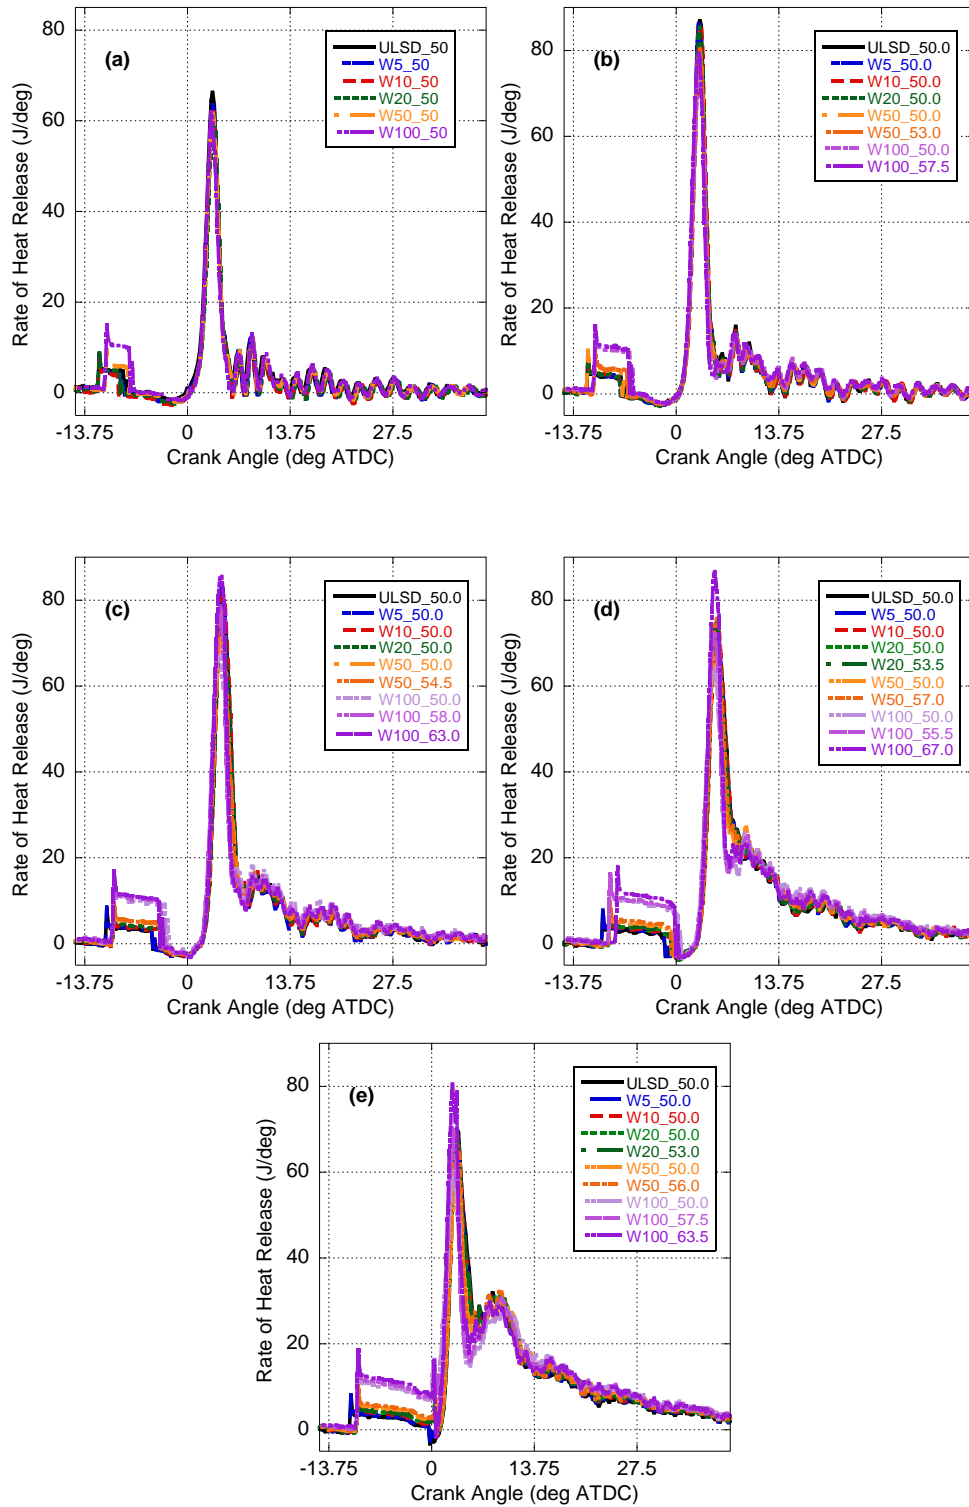 80
60
40
20
0
Rate of Heat Release (J/deg)
(a)
ULSD_50
W5_50
W10_50
W20_50
W50_50
W100_50
-13.75 0 13.75 27.5
Crank Angle (deg ATDC)
80
60
40
20
0
Rate of Heat Release (J/deg)
(b)
ULSD_50.0
W5_50.0
W10_50.0
W20_50.0
W50_50.0
W50_53.0
W100_50.0
W100_57.5
-13.75 0 13.75 27.5
Crank Angle (deg ATDC)
80
60
40
20
0
Rate of Heat Release (J/deg)
(c)
ULSD_50.0
W5_50.0
W10_50.0
W20_50.0
W50_50.0
W50_54.5
W100_50.0
W100_58.0
W100_63.0
-13.75 0 13.75 27.5
Crank Angle (deg ATDC)
80
60
40
20
0
Rate of Heat Release (J/deg)
(d)
ULSD_50.0
W5_50.0
W10_50.0
W20_50.0
W20_53.5
W50_50.0
W50_57.0
W100_50.0
W100_55.5
W100_67.0
-13.75 0 13.75 27.5
Crank Angle (deg ATDC)
80
60
40
20
0
Rate of Heat Release (J/deg)
(e)
ULSD_50.0
W5_50.0
W10_50.0
W20_50.0
W20_53.0
W50_50.0
W50_56.0
W100_50.0
W100_57.5
W100_63.5
-13.75 0 13.75 27.5
Crank Angle (deg ATDC)